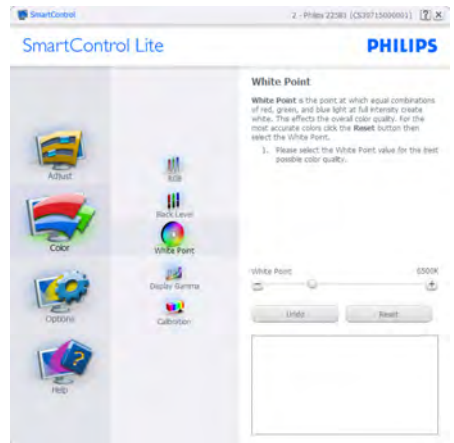 SmartControl
2 - Philips 225B1 (CS30715000001)
? X
SmartControl Lite
PHILIPS
Adjust
Color
Options
Help
RGB
Black Level
White Point
Display Gamma
Calibration
White Point
White Point is the point at which equal combinations
of red, green, and blue light at full intensity create
white. This effects the overall color quality. For the
most accurate colors click the Reset button then
select the White Point.
1. Please select the White Point value for the best
possible color quality.
White Point 6500K
Undo Reset